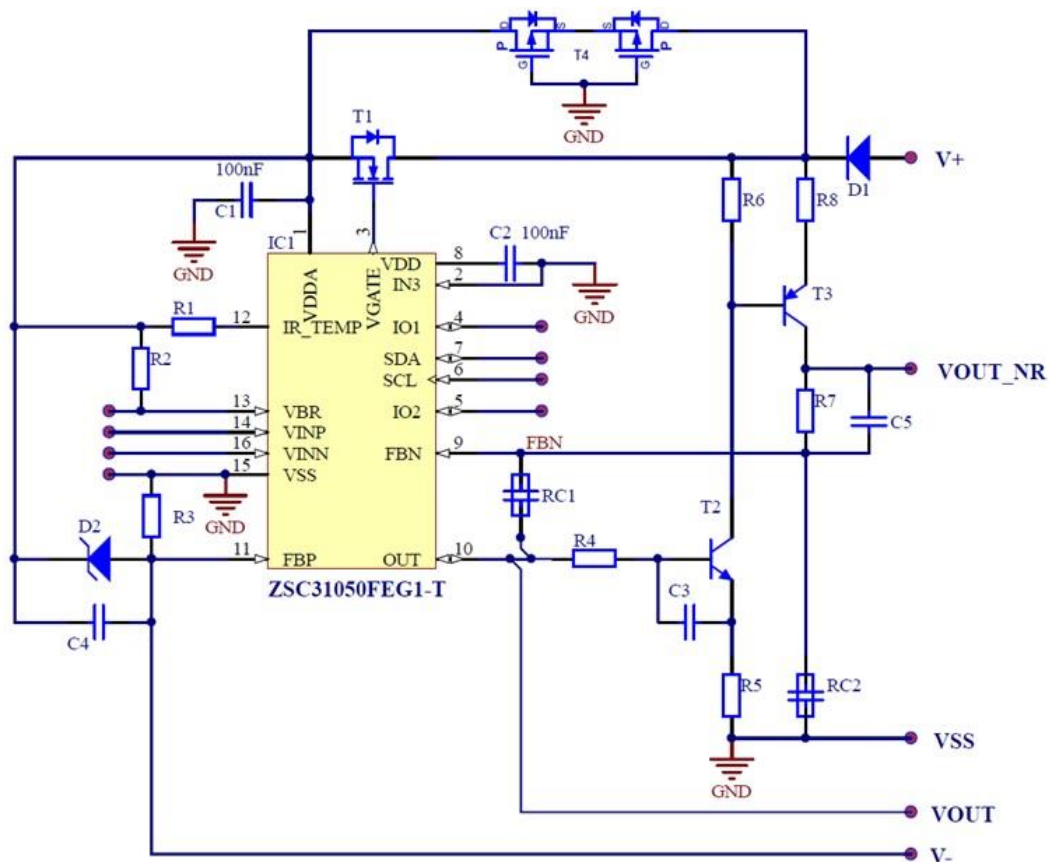 D
S
S
D
P
G
T4
G
P
GND
T1
V+
D1
100nF
C1
GND
R6
R8
1
3
IC1
VDDA
VGATE
C2 100nF
VDD
8
IN3
2
GND
T3
R1
12
IR_TEMP
IO1
4
R2
SDA
7
SCL
6
VOUT_NR
13
VBR
IO2
5
R7
C5
14
VINP
16
VINN
FBN
9
FBN
15
VSS
RC1
GND
R3
T2
D2
11
FBP
OUT
10
R4
ZSC31050FEG1-T
C3
C4
R5
RC2
VSS
GND
VOUT
V-